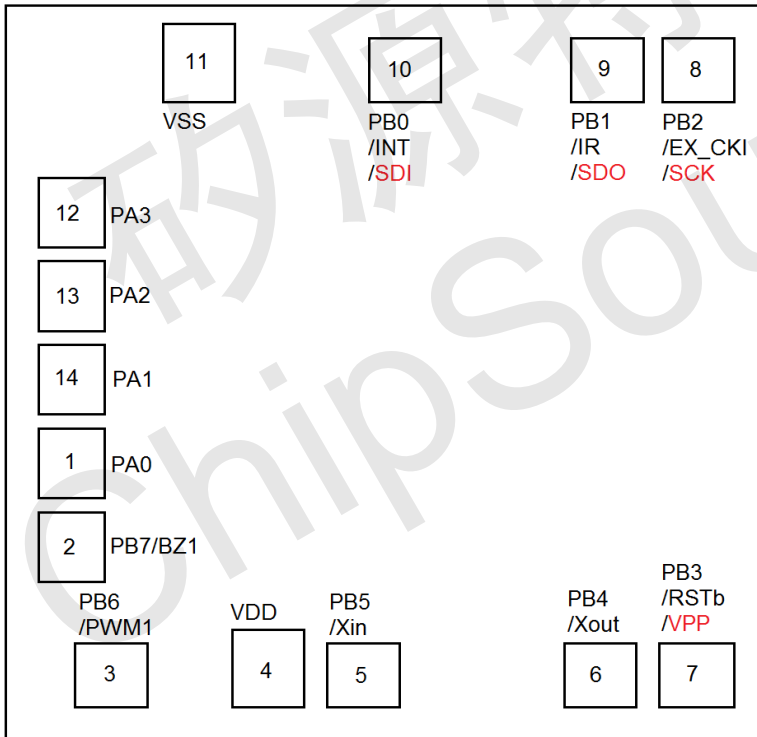 11
10
9
8
VSS
PB0
/INT
/SDI
PB1
/IR
/SDO
PB2
/EX_CKI
/SCK
12 PA3
13 PA2
14 PA1
1 PA0
2 PB7/BZ1
PB6
/PWM1
VDD
PB5
/Xin
PB4
/Xout
PB3
/RSTb
/VPP
3
4
5
6
7
矽源特
ChipSou